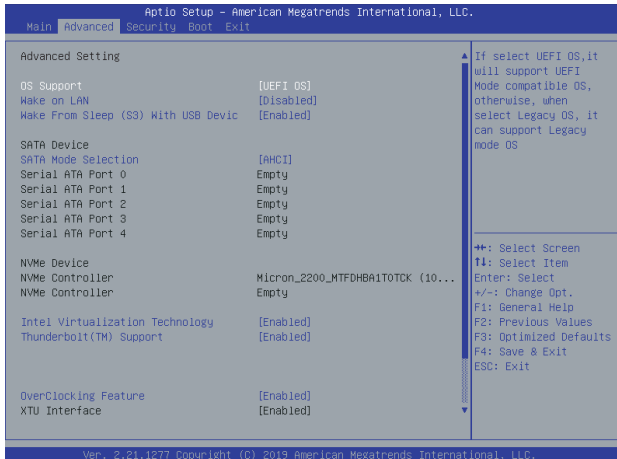 Aptio Setup – American Megatrends International, LLC.
Main Advanced Security Boot Exit
Advanced Setting
OS Support [UEFI OS]
Wake on LAN [Disabled]
Wake From Sleep (S3) With USB Devic [Enabled]
SATA Device
SATA Mode Selection [AHCI]
Serial ATA Port 0 Empty
Serial ATA Port 1 Empty
Serial ATA Port 2 Empty
Serial ATA Port 3 Empty
Serial ATA Port 4 Empty
NVMe Device
NVMe Controller Micron_2200_MTFDHBA1T0TCK (10...
NVMe Controller Empty
Intel Virtualization Technology [Enabled]
Thunderbolt(TM) Support [Enabled]
OverClocking Feature [Enabled]
XTU Interface [Enabled]
If select UEFI OS,it
will support UEFI
Mode compatible OS,
otherwise, when
select Legacy OS, it
can support Legacy
mode OS
→←: Select Screen
↑↓: Select Item
Enter: Select
+/-: Change Opt.
F1: General Help
F2: Previous Values
F3: Optimized Defaults
F4: Save & Exit
ESC: Exit
Ver. 2.21.1277 Copyright (C) 2019 American Megatrends International, LLC.